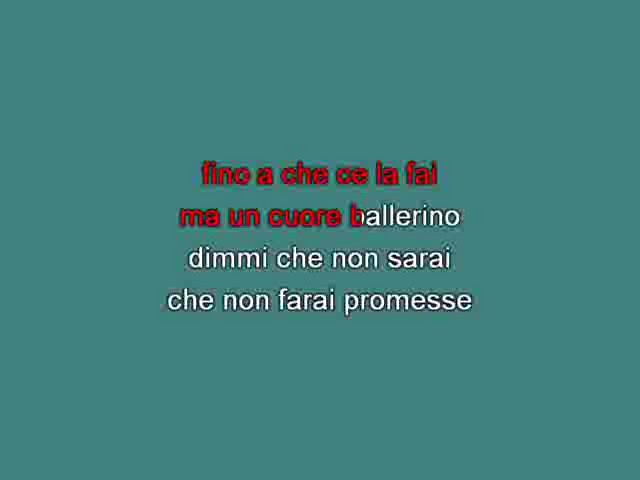 fino a che ce la fai
ma un cuore ballerino
dimmi che non sarai
che non farai promesse